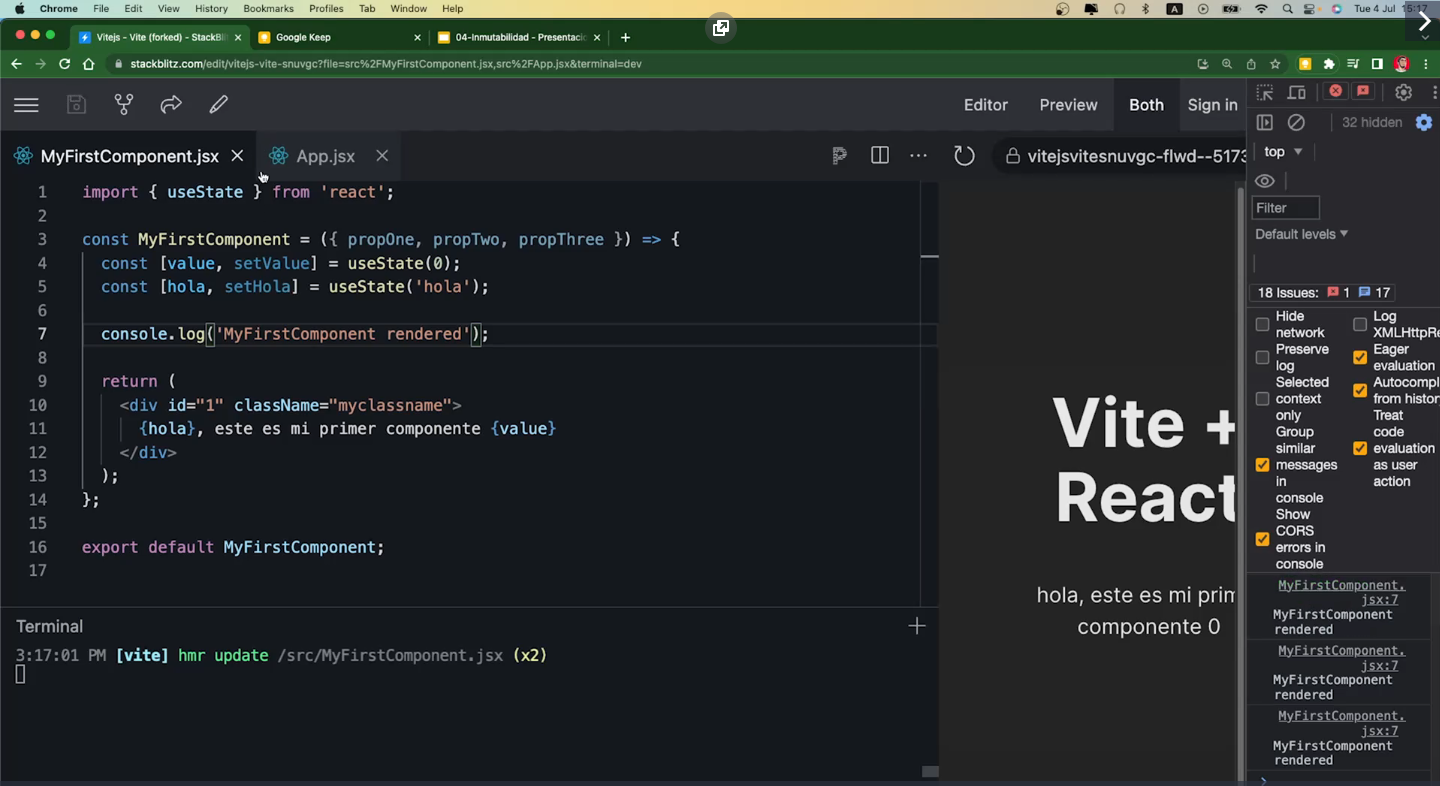 Chrome File Edit View History Bookmarks Profiles Tab Window Help
A Tue 4 Jul 15:17
Vitejs - Vite (forked) - StackBli
Google Keep
04-Inmutabilidad - Presentacio
stackblitz.com/edit/vitejs-vite-snuvgc?file=src%2FMyFirstComponent.jsx,src%2FApp.jsx&terminal=dev
Editor Preview Both Sign in
MyFirstComponent.jsx App.jsx
vitejsvitesnuvgc-flwd--5173
1 import { useState } from 'react';
2
3 const MyFirstComponent = ({ propOne, propTwo, propThree }) => {
4 const [value, setValue] = useState(0);
5 const [hola, setHola] = useState('hola');
6
7 console.log('MyFirstComponent rendered');
8
9 return (
10 <div id="1" className="myclassname">
11 {hola}, este es mi primer componente {value}
12 </div>
13 );
14 };
15
16 export default MyFirstComponent;
17
Terminal
3:17:01 PM [vite] hmr update /src/MyFirstComponent.jsx (x2)
Vite +
React
hola, este es mi prim
componente 0
32 hidden
top
Filter
Default levels
18 Issues: 1 17
Hide
network
Preserve
log
Selected
context
only
Group
similar
messages
in
console
Show
CORS
errors in
console
Log
XMLHttpRe
Eager
evaluation
Autocompl
from histor
Treat
code
evaluation
as user
action
MyFirstComponent.
jsx:7
MyFirstComponent
rendered
MyFirstComponent.
jsx:7
MyFirstComponent
rendered
MyFirstComponent.
jsx:7
MyFirstComponent
rendered